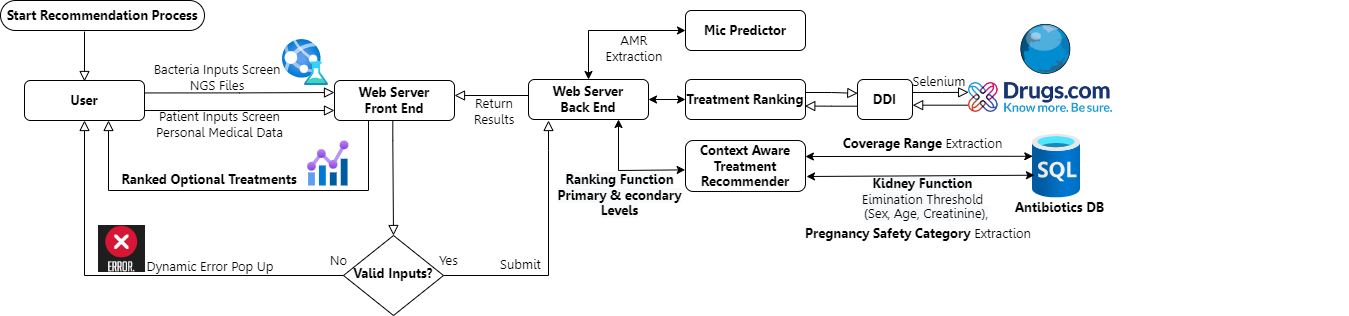 Start Recommendation Process
User
Bacteria Inputs Screen
NGS Files
Patient Inputs Screen
Personal Medical Data
Web Server
Front End
Ranked Optional Treatments
ERROR.
Dynamic Error Pop Up
No
Valid Inputs?
Yes
Submit
Return
Results
Web Server
Back End
AMR
Extraction
Mic Predictor
Treatment Ranking
DDI
Selenium
Drugs.com
Know more. Be sure.
Ranking Function
Primary & econdary
Levels
Context Aware
Treatment
Recommender
Coverage Range Extraction
Kidney Function
Eimination Threshold
(Sex, Age, Creatinine),
Pregnancy Safety Category Extraction
SQL
Antibiotics DB